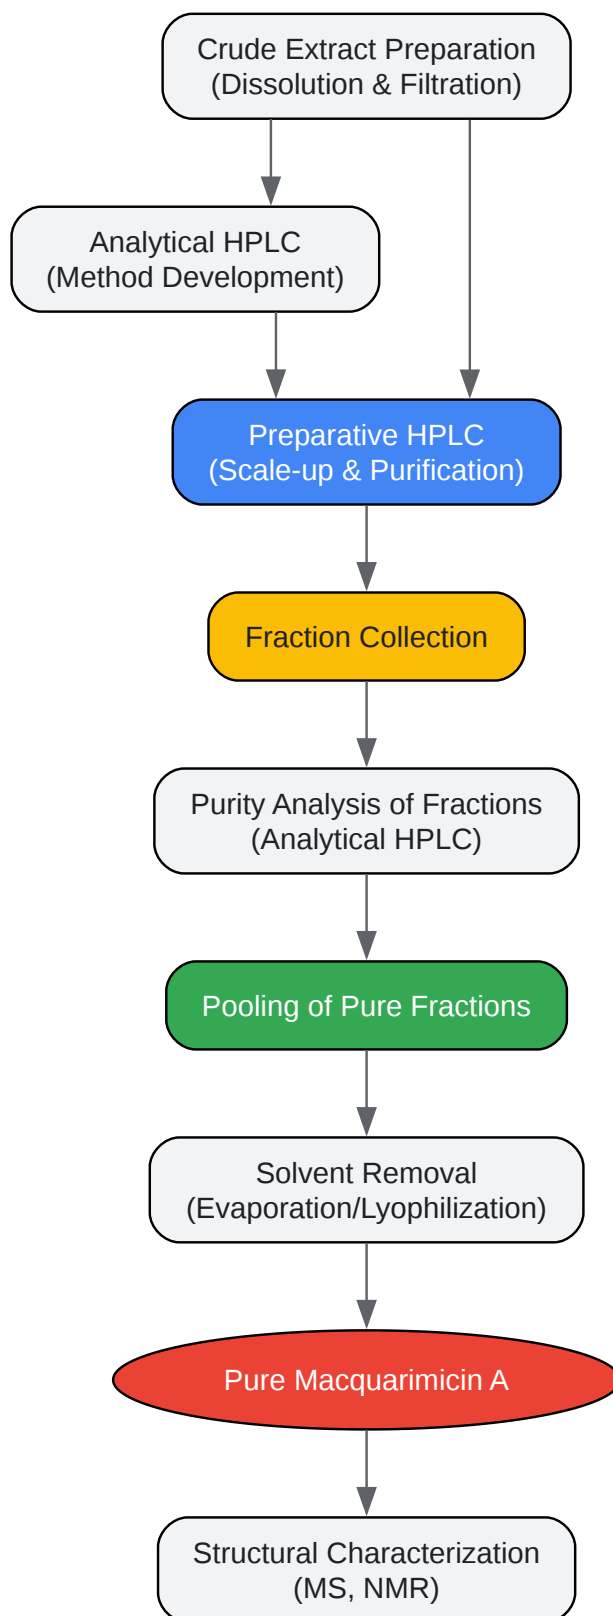 Crude Extract Preparation
(Dissolution & Filtration)
Analytical HPLC
(Method Development)
Preparative HPLC
(Scale-up & Purification)
Fraction Collection
Purity Analysis of Fractions
(Analytical HPLC)
Pooling of Pure Fractions
Solvent Removal
(Evaporation/Lyophilization)
Pure Macquarimicin A
Structural Characterization
(MS, NMR)